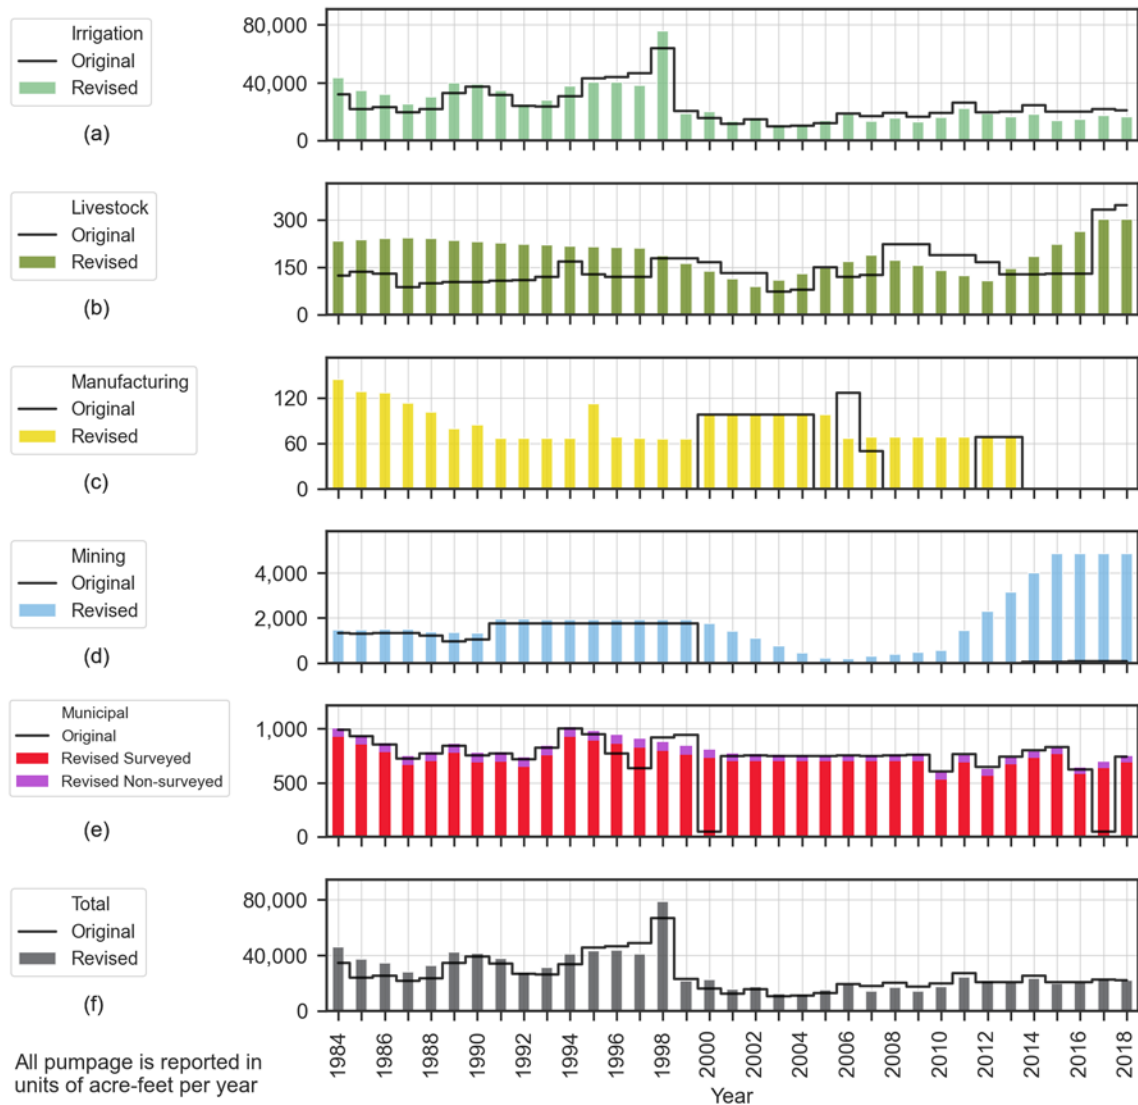 Irrigation
Original
Revised
(a)
80,000
40,000
0
Livestock
Original
Revised
(b)
300
150
0
Manufacturing
Original
Revised
(c)
120
60
0
Mining
Original
Revised
(d)
4,000
2,000
0
Municipal
Original
Revised Surveyed
Revised Non-surveyed
(e)
1,000
500
0
Total
Original
Revised
(f)
80,000
40,000
0
1984 1986 1988 1990 1992 1994 1996 1998 2000 2002 2004 2006 2008 2010 2012 2014 2016 2018
Year
All pumpage is reported in
units of acre-feet per year